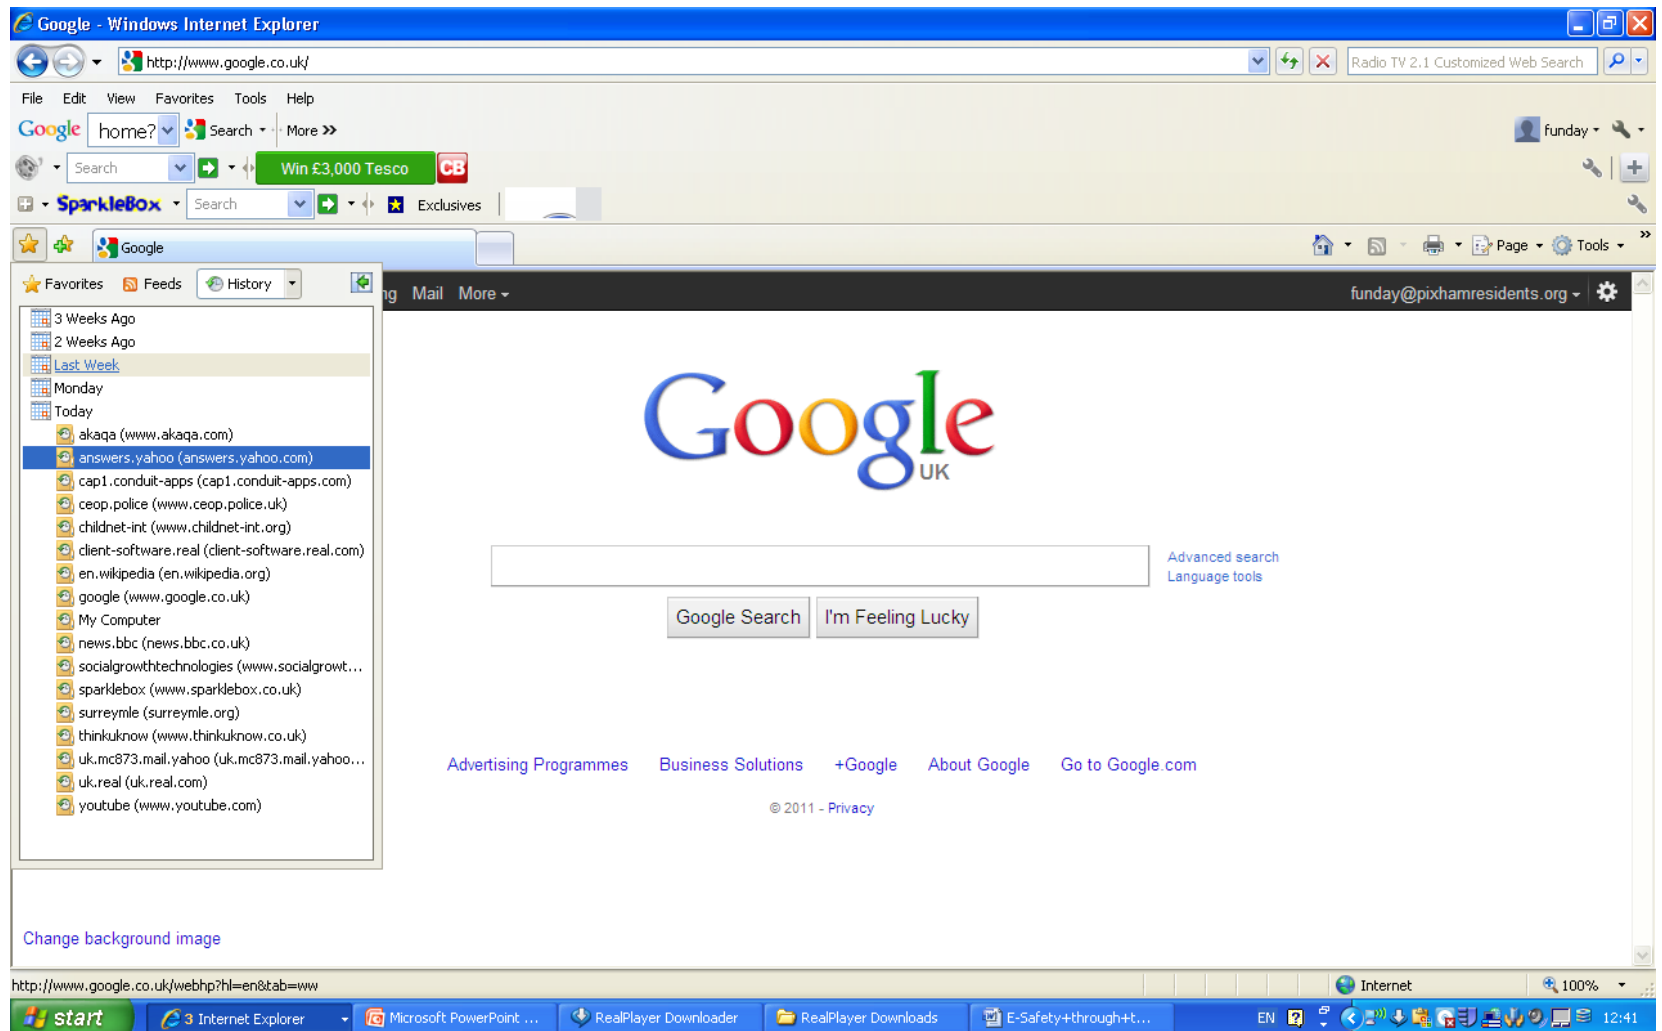 Google - Windows Internet Explorer
http://www.google.co.uk/
Radio TV 2.1 Customized Web Search
File Edit View Favorites Tools Help
Google home? Search More >>
funday
Search Win £3,000 Tesco CB
SparkleBox Search Exclusives
Google
Page Tools >>
Favorites Feeds History
ng Mail More
funday@pixhamresidents.org
3 Weeks Ago
2 Weeks Ago
Last Week
Monday
Today
akaqa (www.akaqa.com)
answers.yahoo (answers.yahoo.com)
cap1.conduit-apps (cap1.conduit-apps.com)
ceop.police (www.ceop.police.uk)
childnet-int (www.childnet-int.org)
client-software.real (client-software.real.com)
en.wikipedia (en.wikipedia.org)
google (www.google.co.uk)
My Computer
news.bbc (news.bbc.co.uk)
socialgrowthtechnologies (www.socialgrowt...
sparklebox (www.sparklebox.co.uk)
surreymle (surreymle.org)
thinkuknow (www.thinkuknow.co.uk)
uk.mc873.mail.yahoo (uk.mc873.mail.yahoo...
uk.real (uk.real.com)
youtube (www.youtube.com)
Google
UK
Advanced search
Language tools
Google Search I'm Feeling Lucky
Advertising Programmes Business Solutions +Google About Google Go to Google.com
© 2011 - Privacy
Change background image
http://www.google.co.uk/webhp?hl=en&tab=ww
Internet 100%
start 3 Internet Explorer Microsoft PowerPoint ... RealPlayer Downloader RealPlayer Downloads E-Safety+through+t... EN 12:41